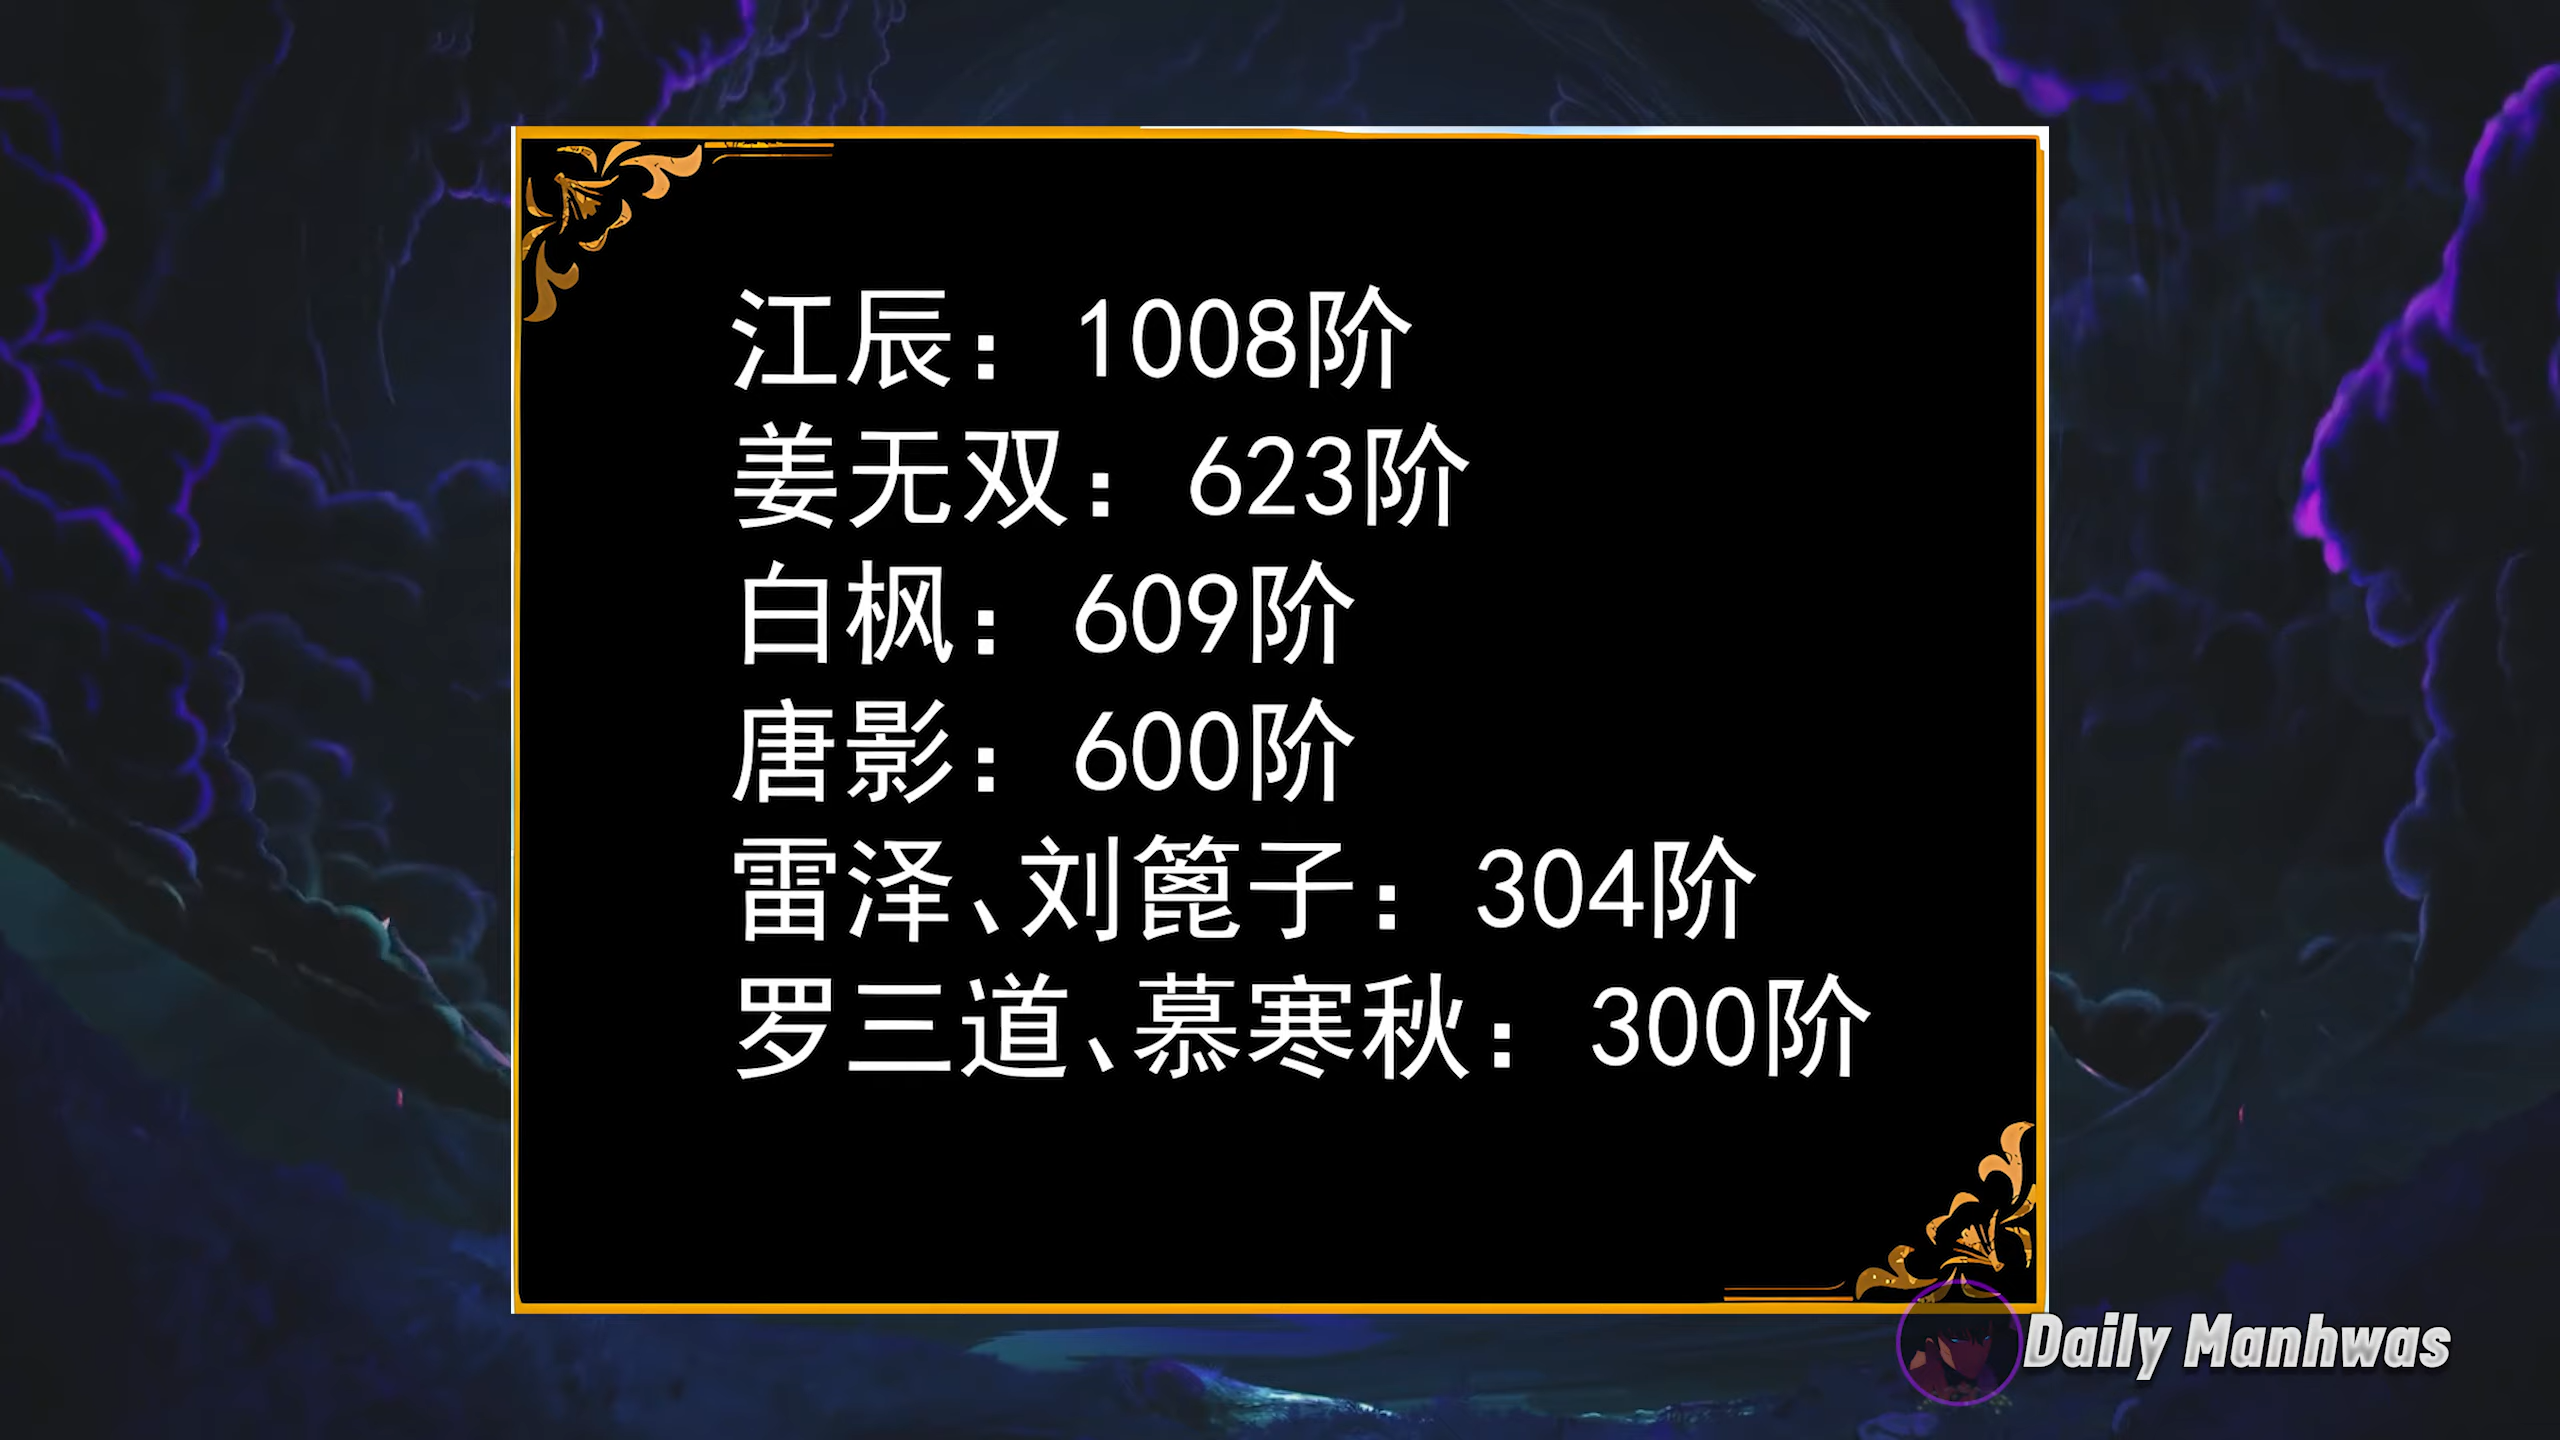 江辰：1008阶
姜无双：623阶
白枫：609阶
唐影：600阶
雷泽、刘篦子：304阶
罗三道、慕寒秋：300阶
Daily Manhwas